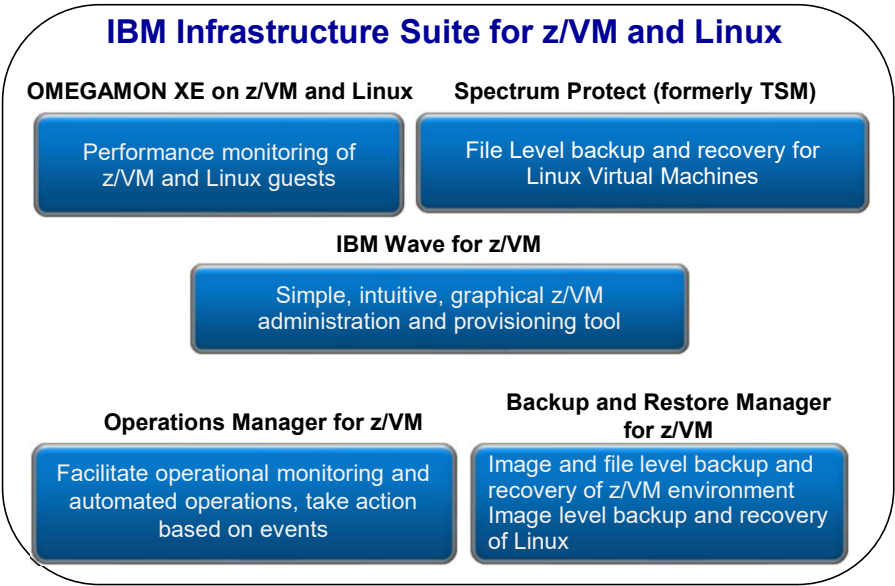 IBM Infrastructure Suite for z/VM and Linux
OMEGAMON XE on z/VM and Linux
Performance monitoring of
z/VM and Linux guests
Spectrum Protect (formerly TSM)
File Level backup and recovery for
Linux Virtual Machines
IBM Wave for z/VM
Simple, intuitive, graphical z/VM
administration and provisioning tool
Operations Manager for z/VM
Facilitate operational monitoring and
automated operations, take action
based on events
Backup and Restore Manager
for z/VM
Image and file level backup and
recovery of z/VM environment
Image level backup and recovery
of Linux